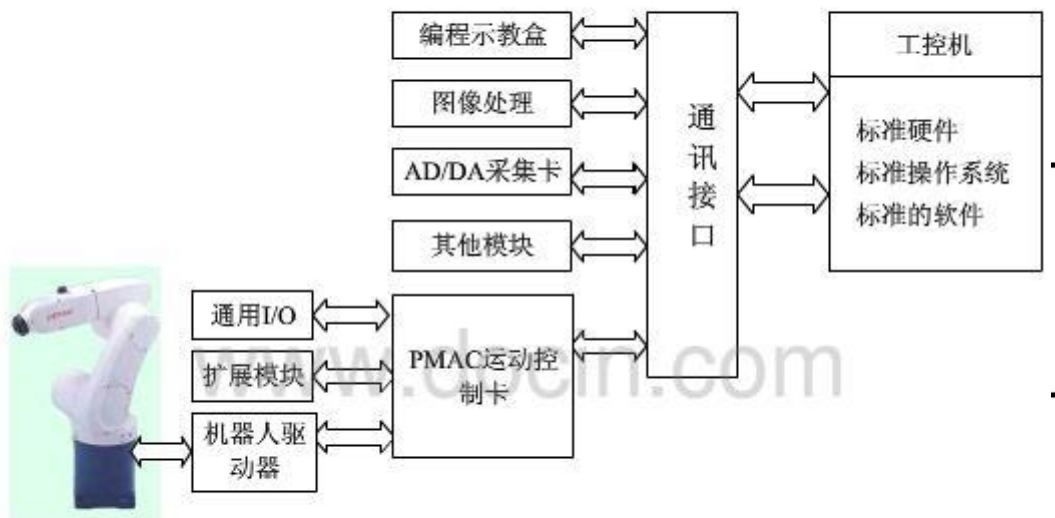 编程示教盒
图像处理
AD/DA采集卡
其他模块
通用I/O
扩展模块
机器人驱
动器
PMAC运动控
制卡
通
讯
接
口
工控机
标准硬件
标准操作系统
标准的软件